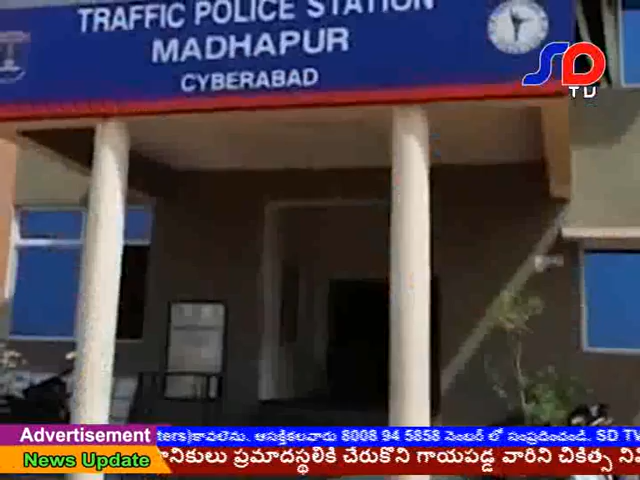 TRAFFIC POLICE STATION
MADHAPUR
CYBERABAD
SD
TV
Advertisement
ters)కావలెను. ఆసక్తికలవారు 8008 94 5858 నెంబర్ లో సంప్రదించండి. SD TV
News Update
ానికులు ప్రమాదస్థలికి చేరుకోని గాయపడ్డ వారిని చికిత్స ని